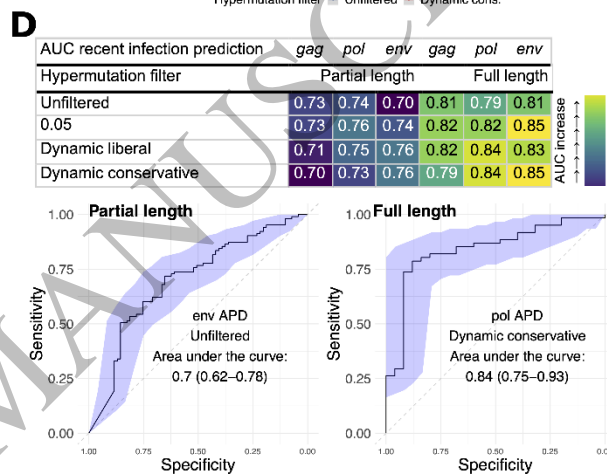 Hypermutation filter Unfiltered Dynamic cons.
D
AUC recent infection prediction gag pol env gag pol env
Hypermutation filter Partial length Full length
Unfiltered 0.73 0.74 0.70 0.81 0.79 0.81
0.05 0.73 0.76 0.74 0.82 0.82 0.85
Dynamic liberal 0.71 0.75 0.76 0.82 0.84 0.83
Dynamic conservative 0.70 0.73 0.76 0.79 0.84 0.85
AUC increase
Partial length
1.00
0.75
0.50
0.25
0.00
Sensitivity
env APD
Unfiltered
Area under the curve:
0.7 (0.62–0.78)
1.00 0.75 0.50 0.25 0.00
Specificity
Full length
1.00
0.75
0.50
0.25
0.00
Sensitivity
pol APD
Dynamic conservative
Area under the curve:
0.84 (0.75–0.93)
1.00 0.75 0.50 0.25 0.00
Specificity
MANUSC